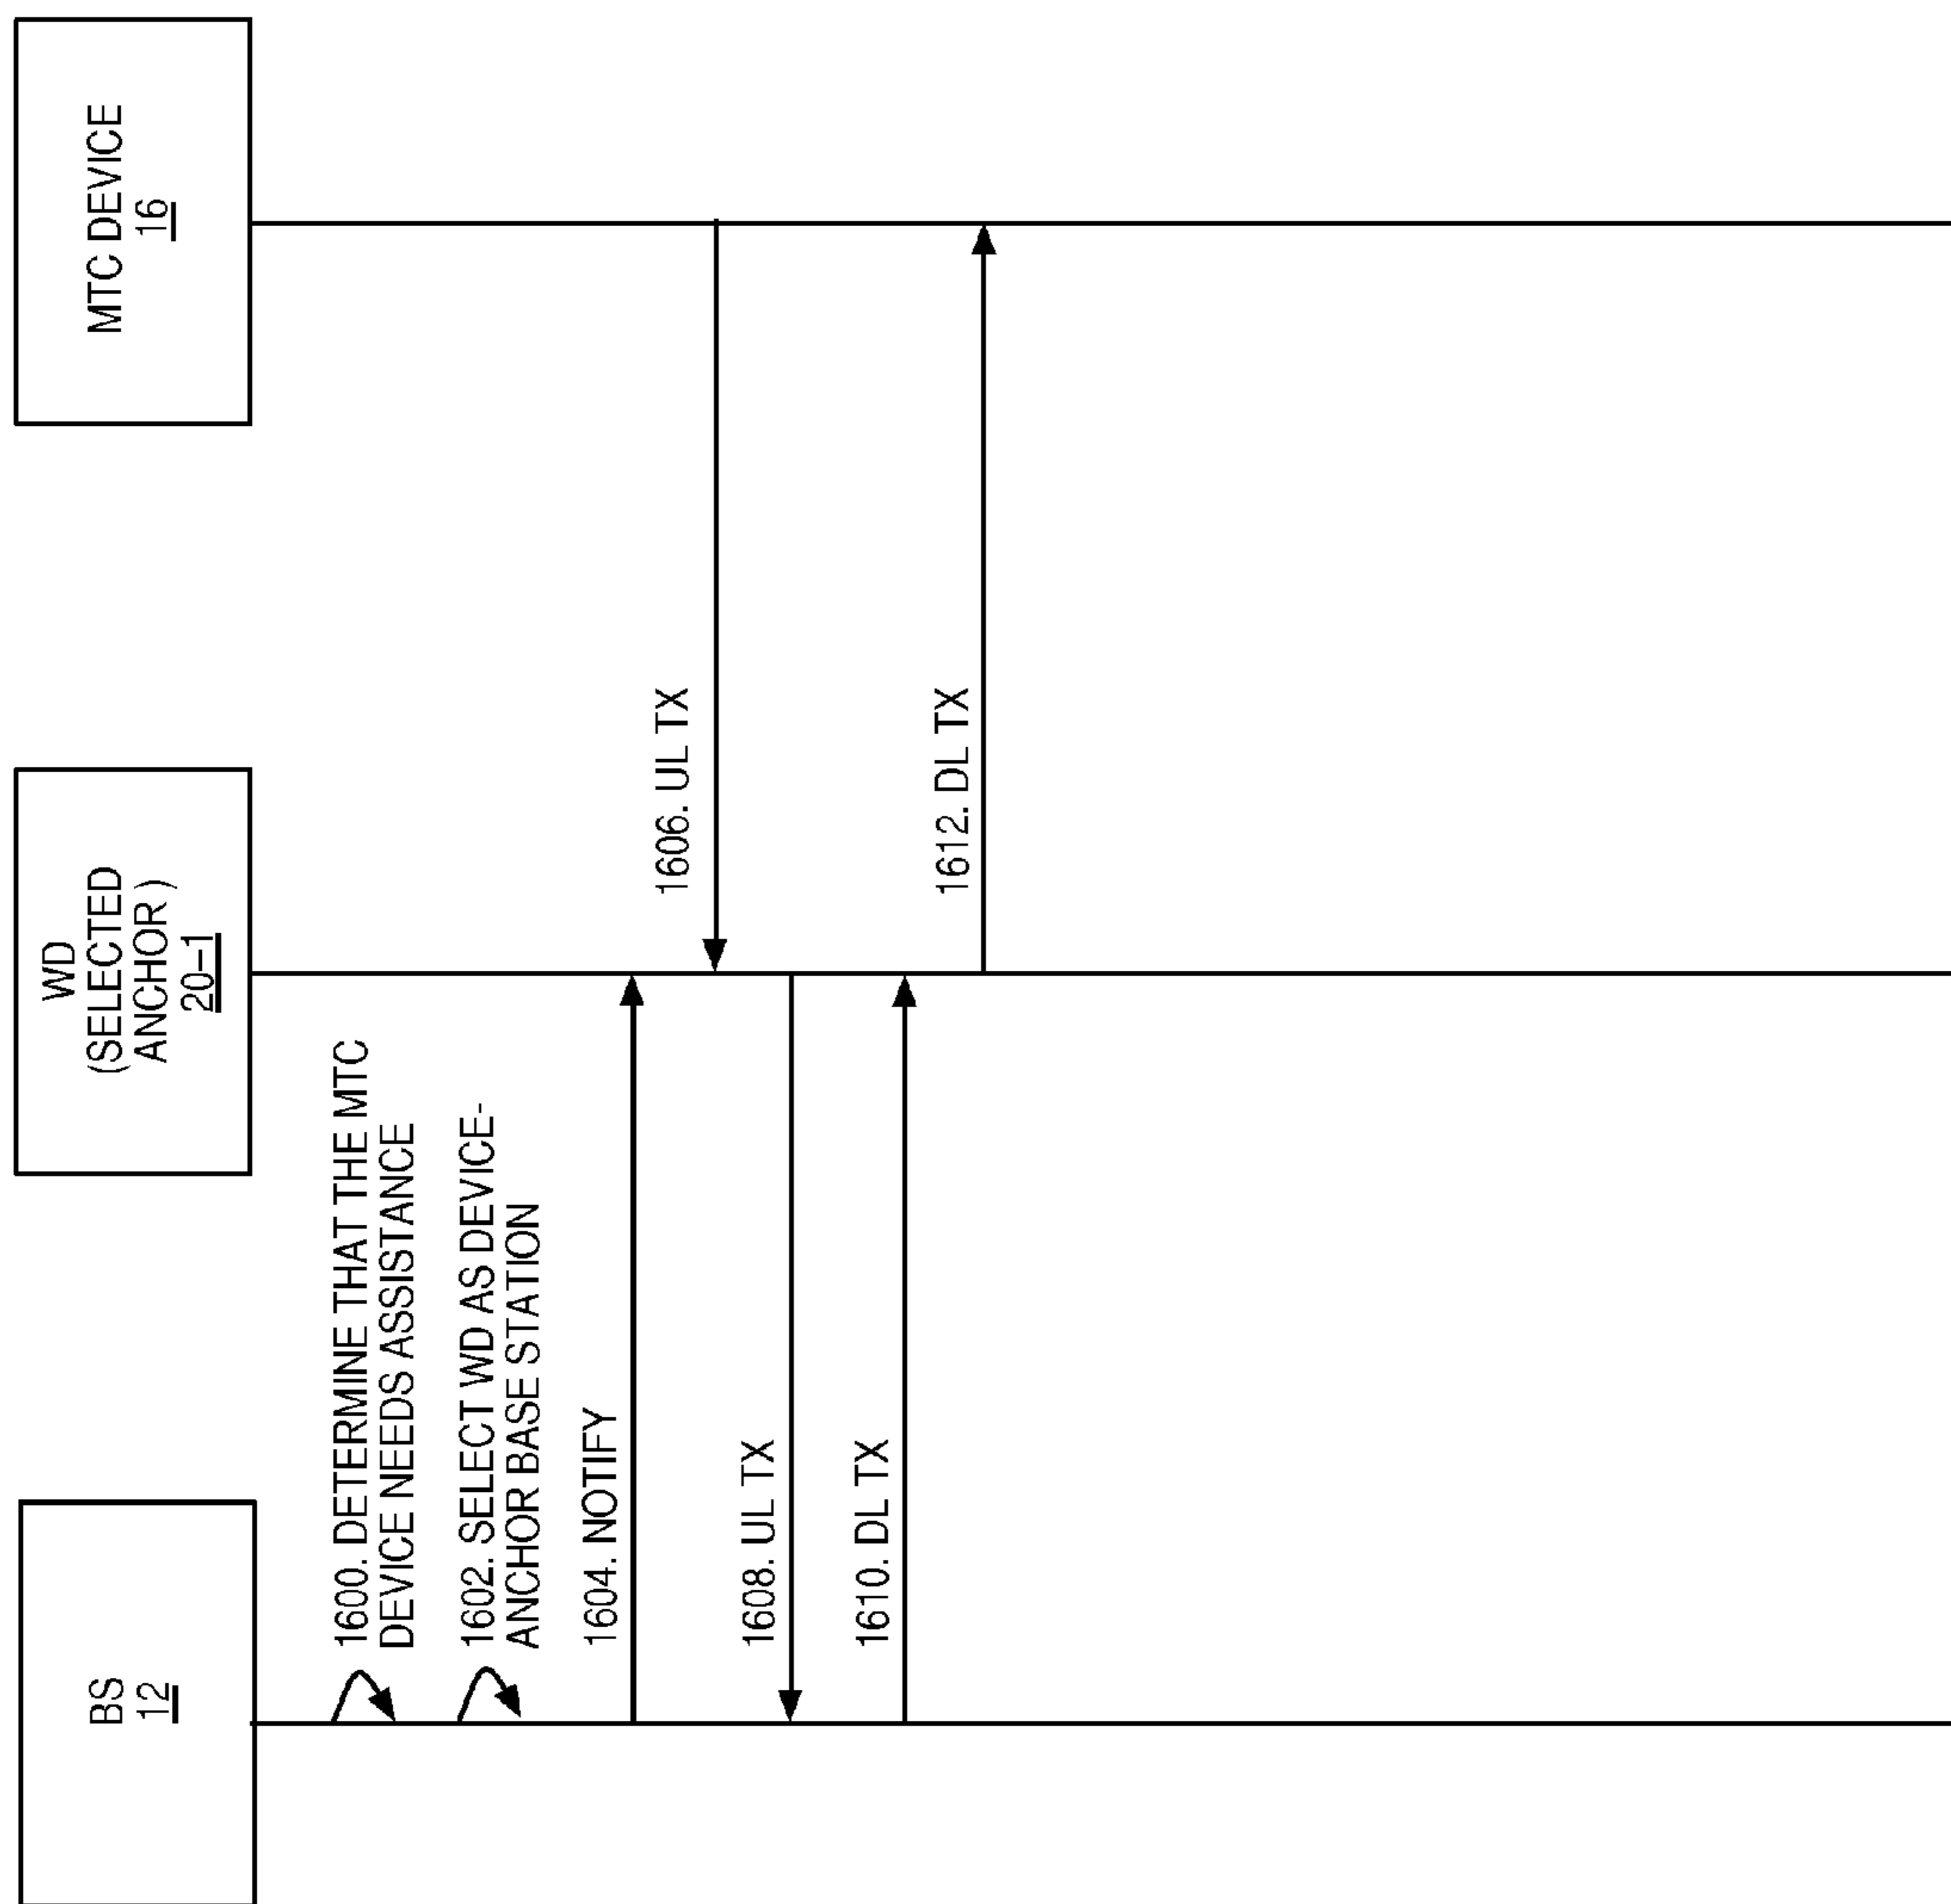 BS
12
WD
(SELECTED
ANCHOR)
20-1
MTC DEVICE
16
1600. DETERMINE THAT THE MTC
DEVICE NEEDS ASSISTANCE
1602. SELECT WD AS DEVICE-
ANCHOR BASE STATION
1604. NOTIFY
1606. UL TX
1608. UL TX
1610. DL TX
1612. DL TX